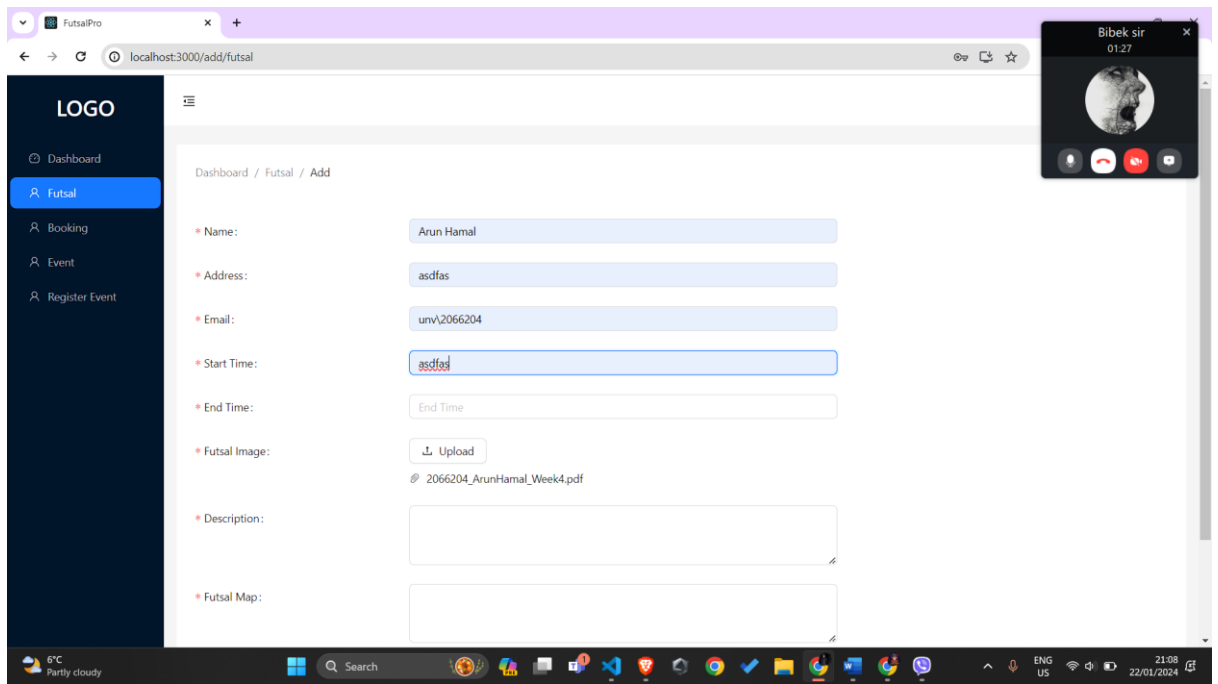 FutsalPro
localhost:3000/add/futsal
Bibek sir
01:27
LOGO
Dashboard
Futsal
Booking
Event
Register Event
Dashboard / Futsal / Add
* Name: Arun Hamal
* Address: asdfas
* Email: unv\2066204
* Start Time: asdfas
* End Time: End Time
* Futsal Image: Upload
2066204_ArunHamal_Week4.pdf
* Description:
* Futsal Map:
6°C
Partly cloudy
Search
ENG
US
21:08
22/01/2024